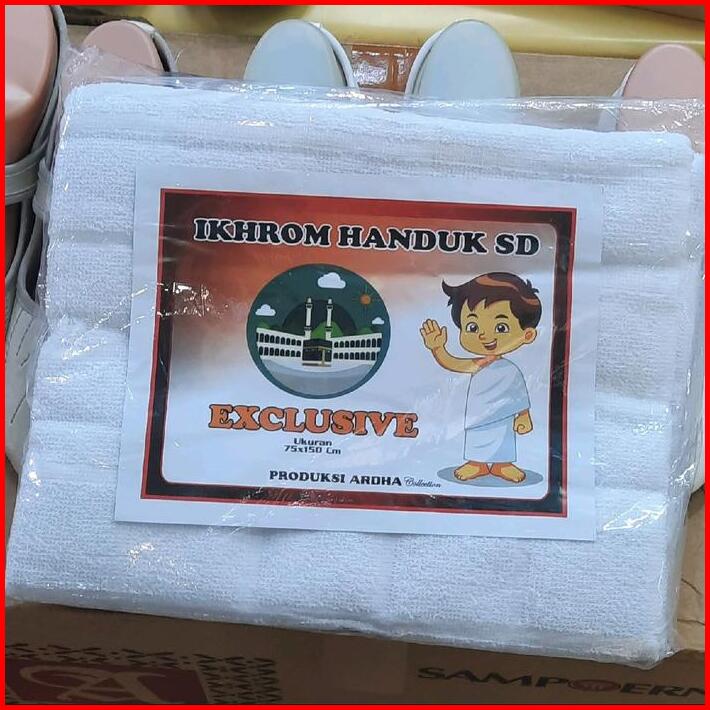 IKHROM HANDUK SD
EXCLUSIVE
Ukuran
75x150 Cm
PRODUKSI ARDHA Collection
A